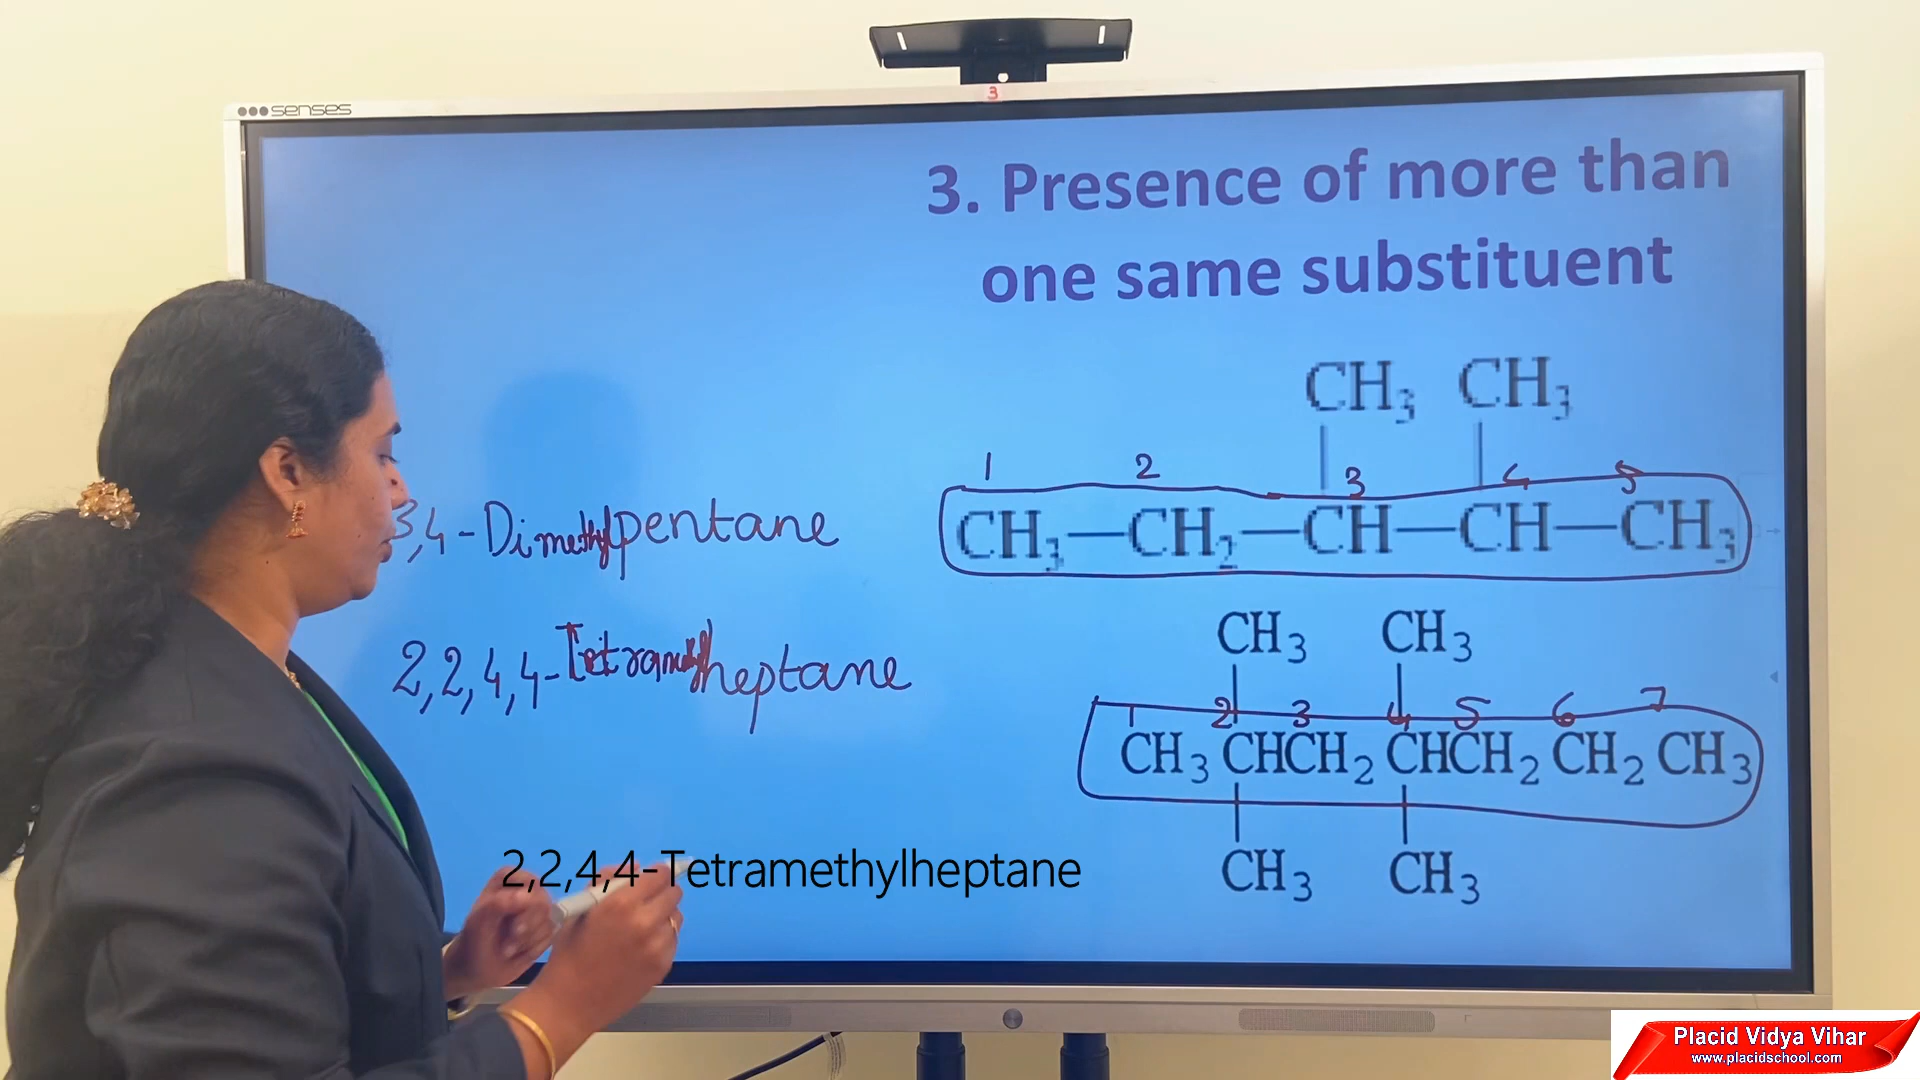 senses
3
3. Presence of more than
one same substituent
CH3 CH3
1 2 3 4 5
3,4-Dimethylpentane
CH3—CH2—CH—CH—CH3
CH3 CH3
2,2,4,4-Tetramethylheptane
1 2 3 4 5 6 7
CH3 CHCH2 CHCH2 CH2 CH3
2,2,4,4-Tetramethylheptane
CH3 CH3
Placid Vidya Vihar
www.placidschool.com